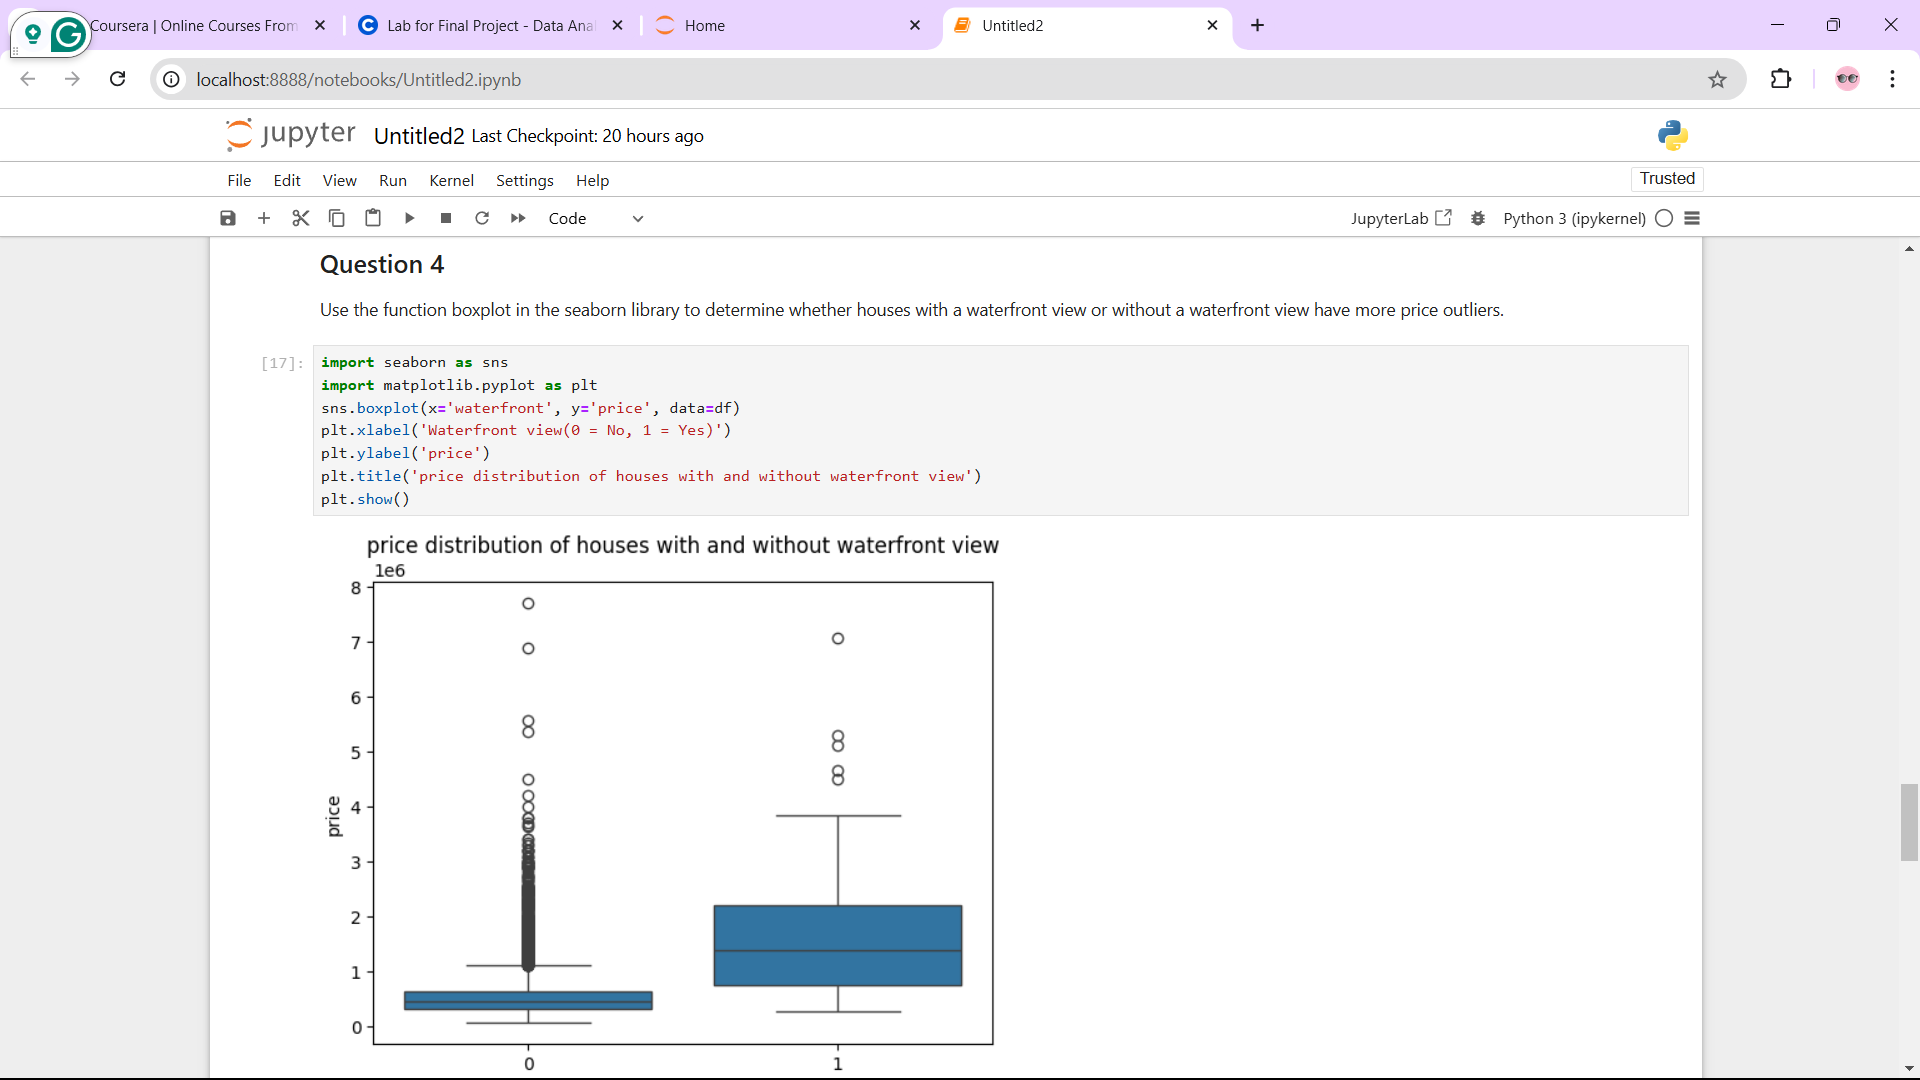 Coursera | Online Courses From
Lab for Final Project - Data Anal
Home
Untitled2
localhost:8888/notebooks/Untitled2.ipynb
jupyter Untitled2 Last Checkpoint: 20 hours ago
File Edit View Run Kernel Settings Help
Trusted
Code
JupyterLab
Python 3 (ipykernel)
Question 4
Use the function boxplot in the seaborn library to determine whether houses with a waterfront view or without a waterfront view have more price outliers.
[17]:
import seaborn as sns
import matplotlib.pyplot as plt
sns.boxplot(x='waterfront', y='price', data=df)
plt.xlabel('Waterfront view(0 = No, 1 = Yes)')
plt.ylabel('price')
plt.title('price distribution of houses with and without waterfront view')
plt.show()
price distribution of houses with and without waterfront view
1e6
8
7
6
5
4
3
2
1
0
price
0 1